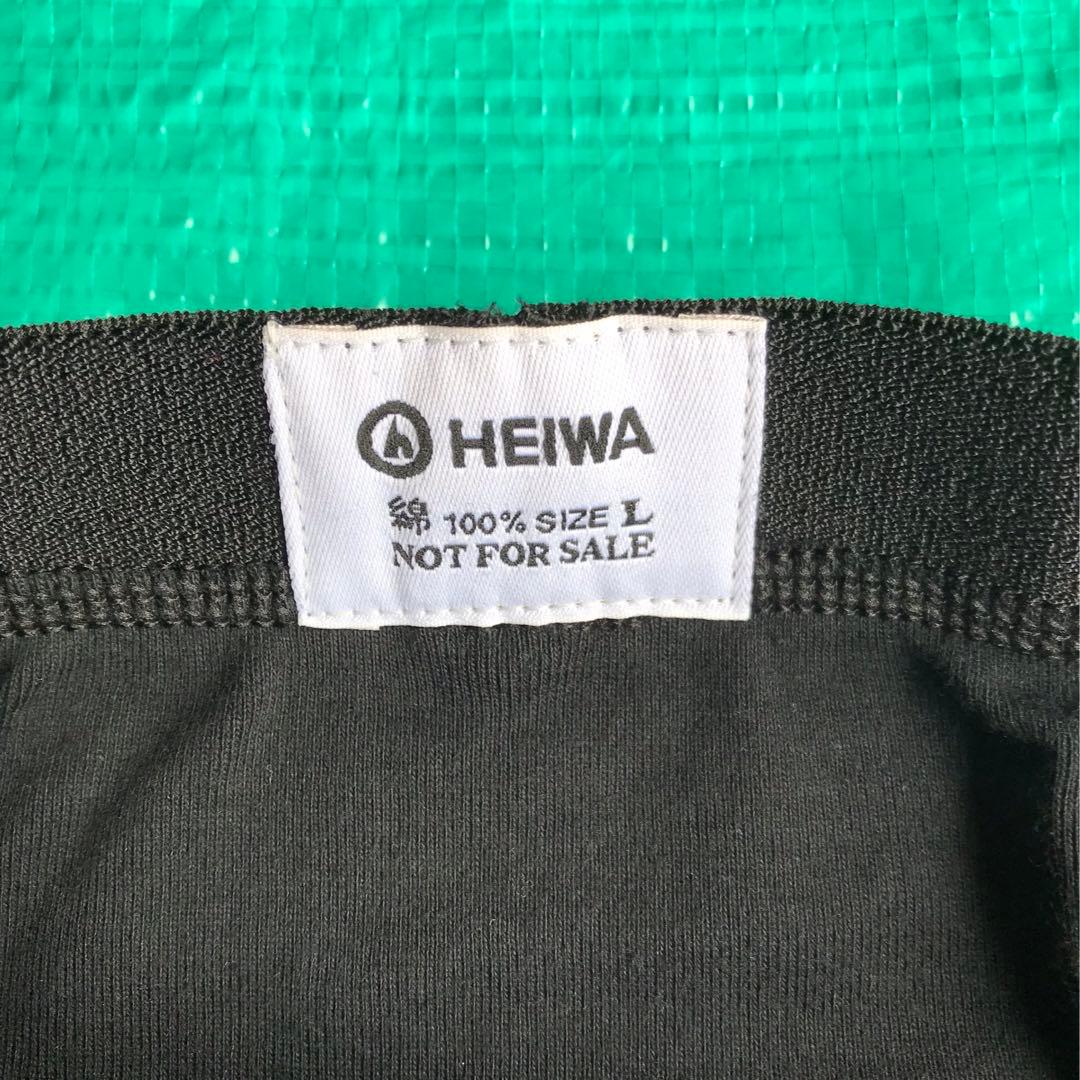 HEIWA
綿 100% SIZE L
NOT FOR SALE